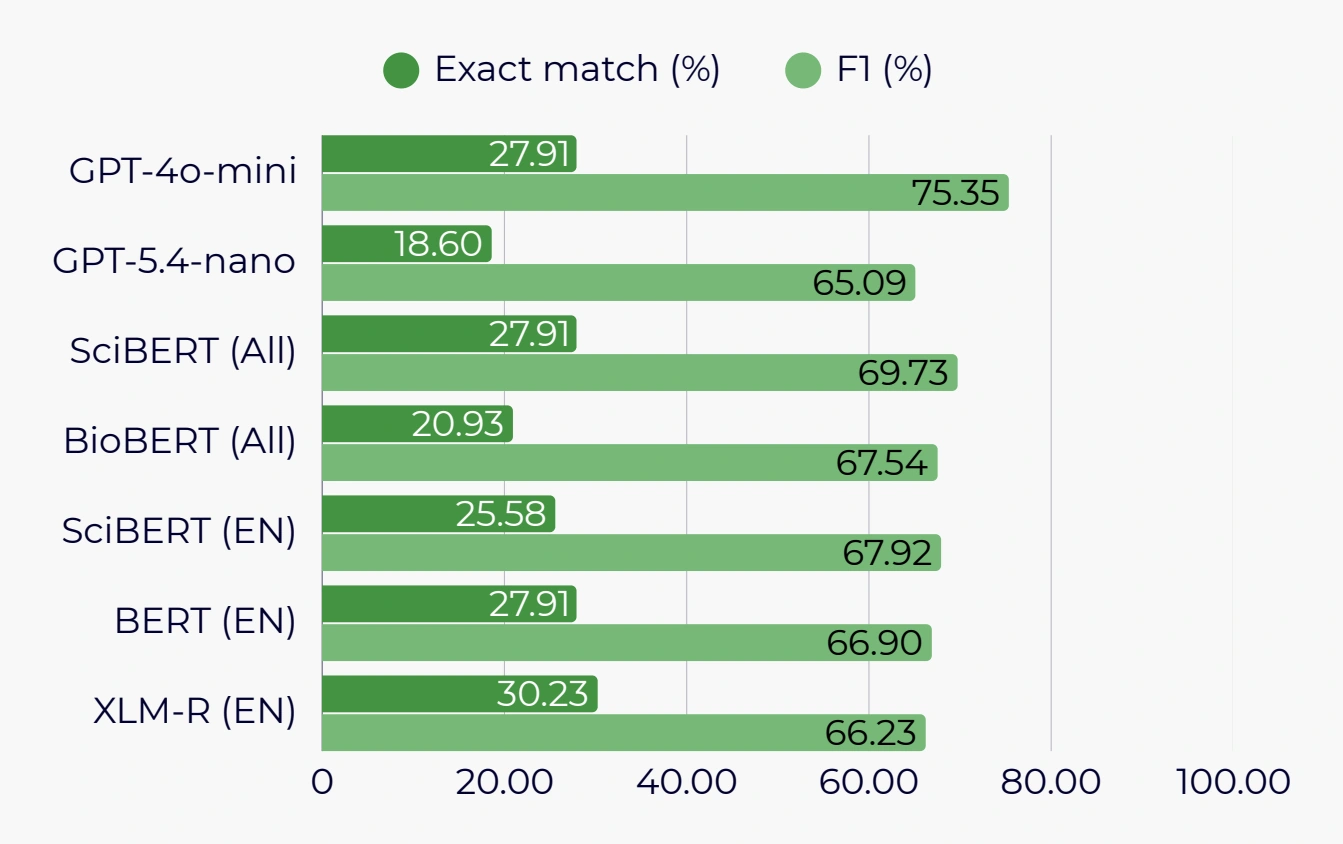 Exact match (%) F1 (%)
GPT-4o-mini 27.91
75.35
GPT-5.4-nano 18.60
65.09
SciBERT (All) 27.91
69.73
BioBERT (All) 20.93
67.54
SciBERT (EN) 25.58
67.92
BERT (EN) 27.91
66.90
XLM-R (EN) 30.23
66.23
0 20.00 40.00 60.00 80.00 100.00